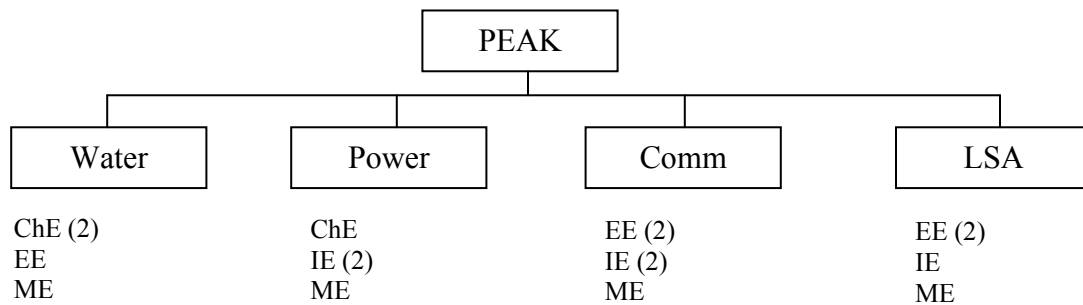 PEAK
Water
Power
Comm
LSA
ChE (2)
EE
ME
ChE
IE (2)
ME
EE (2)
IE (2)
ME
EE (2)
IE
ME